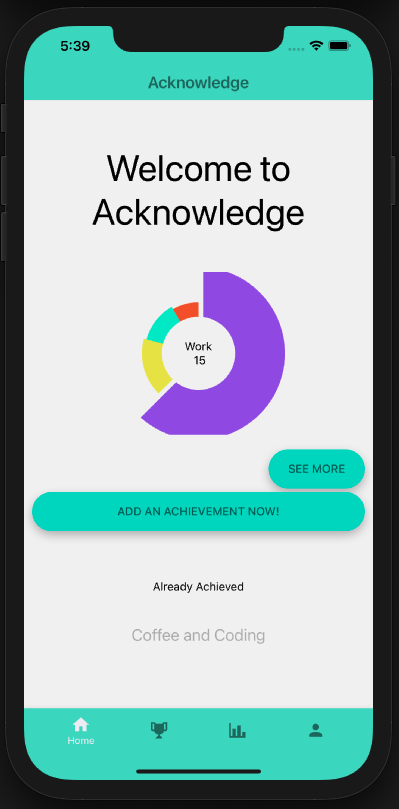 5:39
Acknowledge
Welcome to
Acknowledge
Work
15
SEE MORE
ADD AN ACHIEVEMENT NOW!
Already Achieved
Coffee and Coding
Home